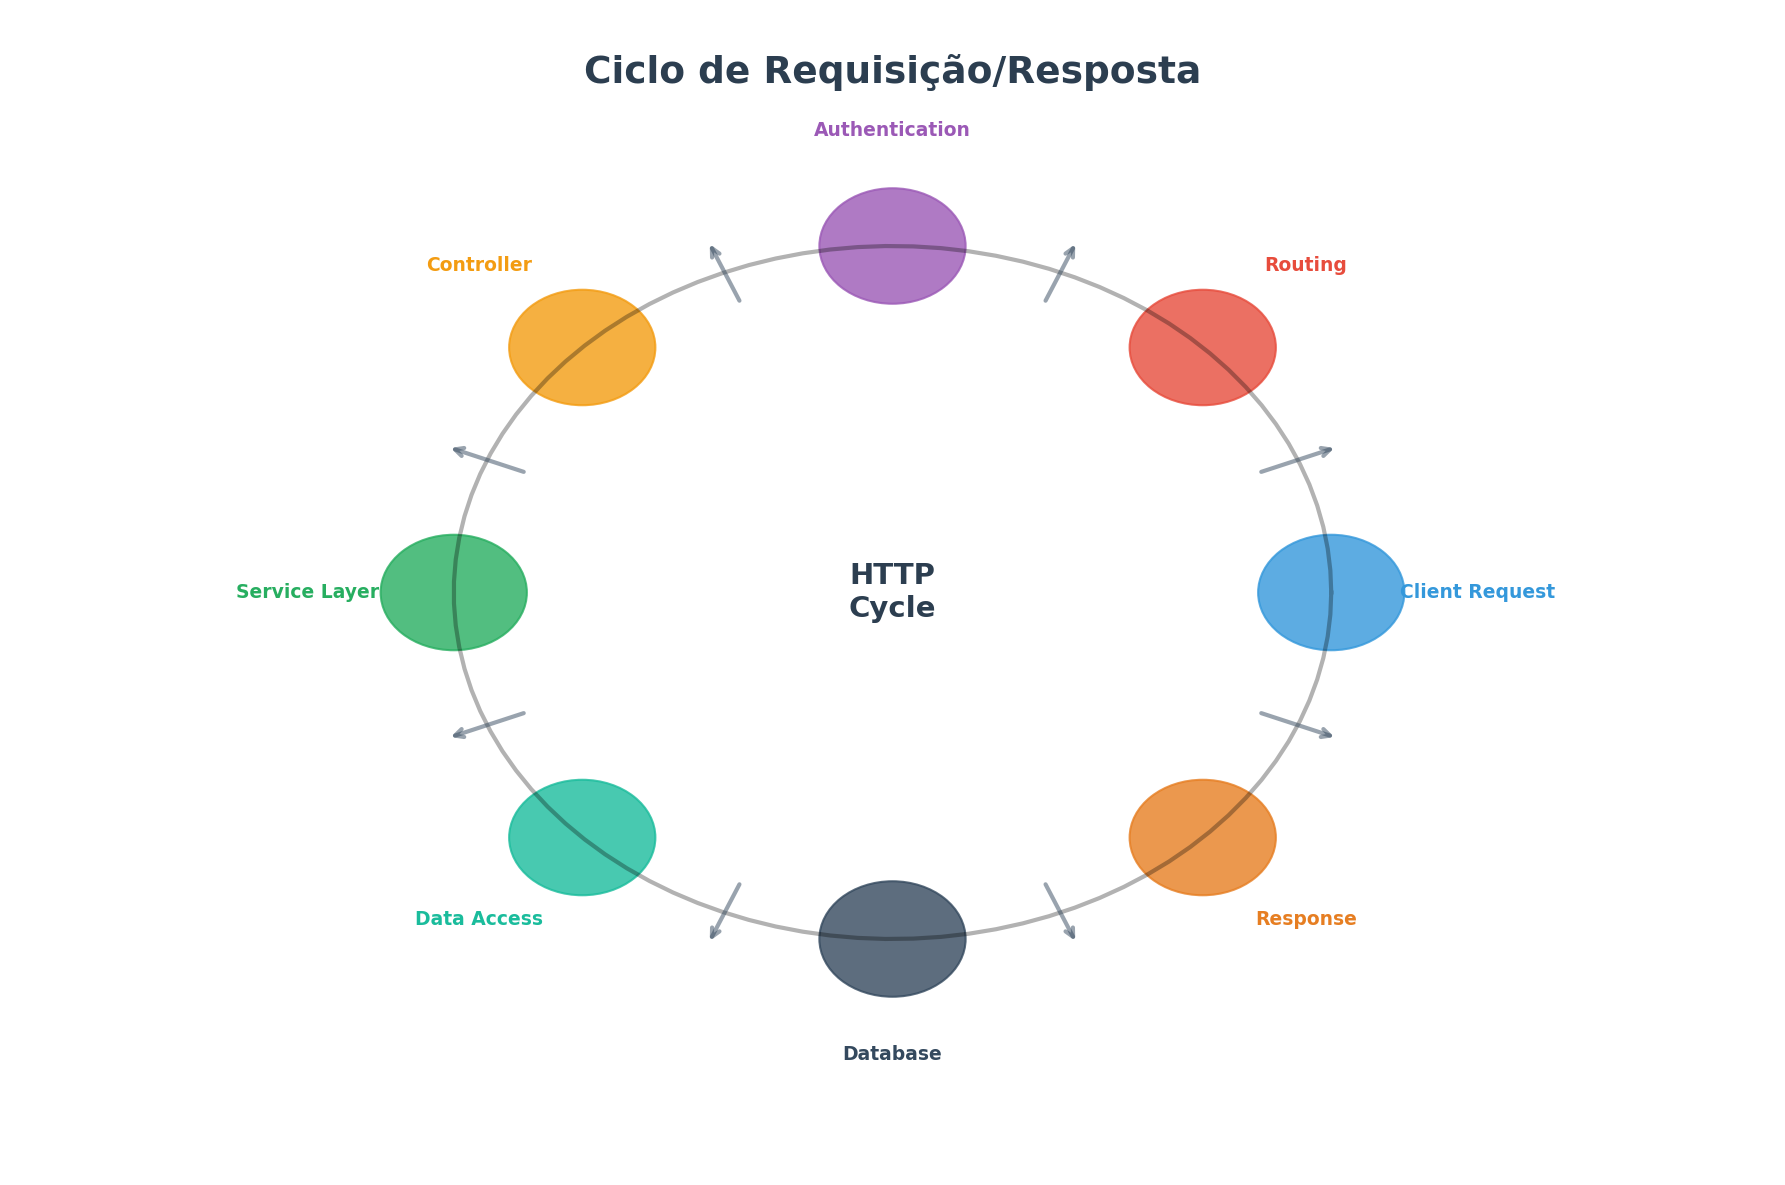 Ciclo de Requisição/Resposta
Authentication
Controller
Routing
HTTP
Cycle
Service Layer
Client Request
Data Access
Response
Database